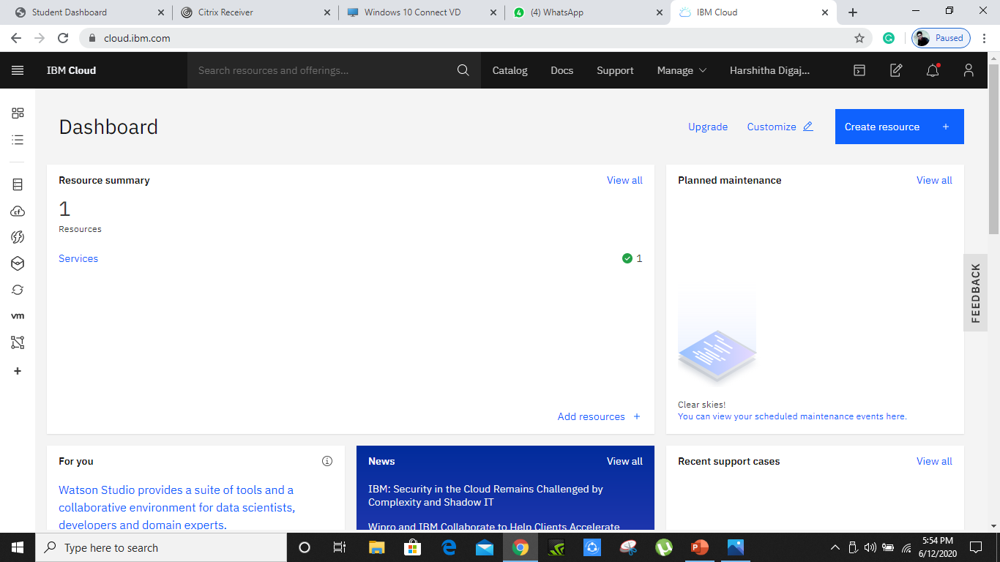 Student Dashboard
Citrix Receiver
Windows 10 Connect VD
4
(4) WhatsApp
IBM Cloud
cloud.ibm.com
Paused
IBM Cloud
Search resources and offerings...
Catalog
Docs
Support
Manage
Harshitha Digaj...
Dashboard
Upgrade
Customize
Create resource +
Resource summary
View all
1
Resources
Services
1
Add resources +
Planned maintenance
View all
Clear skies!
You can view your scheduled maintenance events here.
FEEDBACK
cf
vm
+
For you
Watson Studio provides a suite of tools and a
collaborative environment for data scientists,
developers and domain experts.
News
View all
IBM: Security in the Cloud Remains Challenged by
Complexity and Shadow IT
Wipro and IBM Collaborate to Help Clients Accelerate
Recent support cases
View all
Type here to search
5:54 PM
6/12/2020